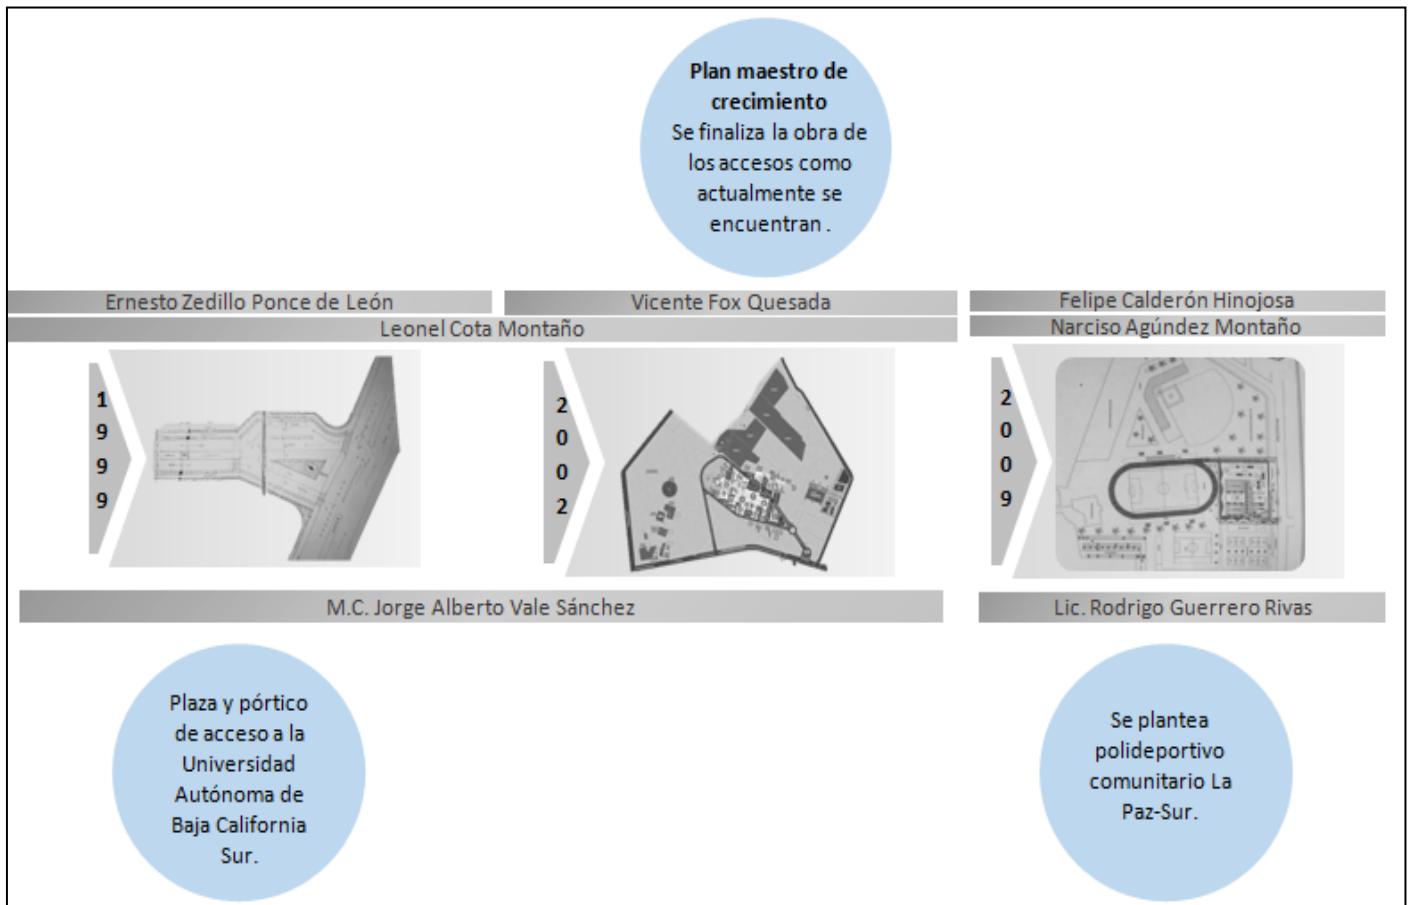 Plan maestro de
crecimiento
Se finaliza la obra de
los accesos como
actualmente se
encuentran .
Ernesto Zedillo Ponce de León
Vicente Fox Quesada
Felipe Calderón Hinojosa
Leonel Cota Montaño
Narciso Agúndez Montaño
1
9
9
9
2
0
0
2
2
0
0
9
M.C. Jorge Alberto Vale Sánchez
Lic. Rodrigo Guerrero Rivas
Plaza y pórtico
de acceso a la
Universidad
Autónoma de
Baja California
Sur.
Se plantea
polideportivo
comunitario La
Paz-Sur.